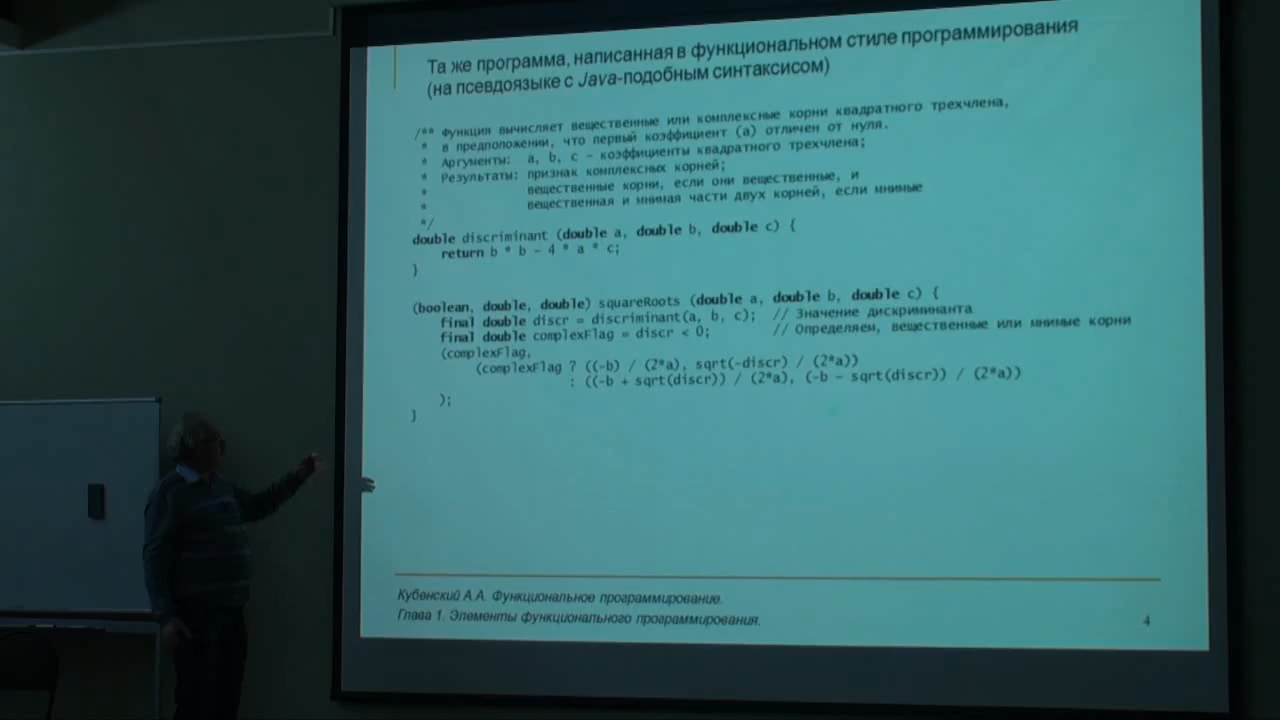 Та же программа, написанная в функциональном стиле программирования
(на псевдоязыке с Java-подобным синтаксисом)
/** Функция вычисляет вещественные или комплексные корни квадратного трехчлена,
* в предположении, что первый коэффициент (a) отличен от нуля.
* Аргументы: a, b, c – коэффициенты квадратного трехчлена;
* Результаты: признак комплексных корней;
* вещественные корни, если они вещественные, и
* вещественная и мнимая части двух корней, если мнимые
*/
double discriminant (double a, double b, double c) {
return b * b – 4 * a * c;
}
(boolean, double, double) squareRoots (double a, double b, double c) {
final double discr = discriminant(a, b, c); // Значение дискриминанта
final double complexFlag = discr < 0; // Определяем, вещественные или мнимые корни
(complexFlag,
(complexFlag ? ((-b) / (2*a), sqrt(-discr) / (2*a))
: ((-b + sqrt(discr)) / (2*a), (-b – sqrt(discr)) / (2*a))
);
}
Кубенский А.А. Функциональное программирование.
Глава 1. Элементы функционального программирования.
4